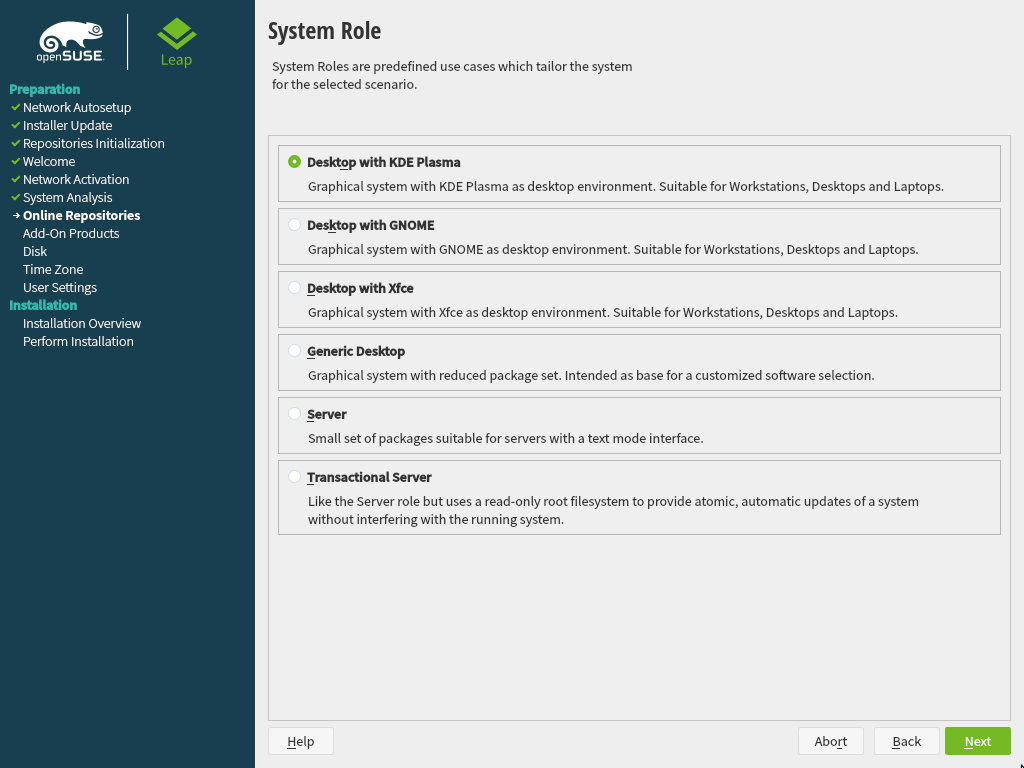 openSUSE
Leap
Preparation
Network Autosetup
Installer Update
Repositories Initialization
Welcome
Network Activation
System Analysis
Online Repositories
Add-On Products
Disk
Time Zone
User Settings
Installation
Installation Overview
Perform Installation
System Role
System Roles are predefined use cases which tailor the system
for the selected scenario.
Desktop with KDE Plasma
Graphical system with KDE Plasma as desktop environment. Suitable for Workstations, Desktops and Laptops.
Desktop with GNOME
Graphical system with GNOME as desktop environment. Suitable for Workstations, Desktops and Laptops.
Desktop with Xfce
Graphical system with Xfce as desktop environment. Suitable for Workstations, Desktops and Laptops.
Generic Desktop
Graphical system with reduced package set. Intended as base for a customized software selection.
Server
Small set of packages suitable for servers with a text mode interface.
Transactional Server
Like the Server role but uses a read-only root filesystem to provide atomic, automatic updates of a system
without interfering with the running system.
Help
Abort
Back
Next